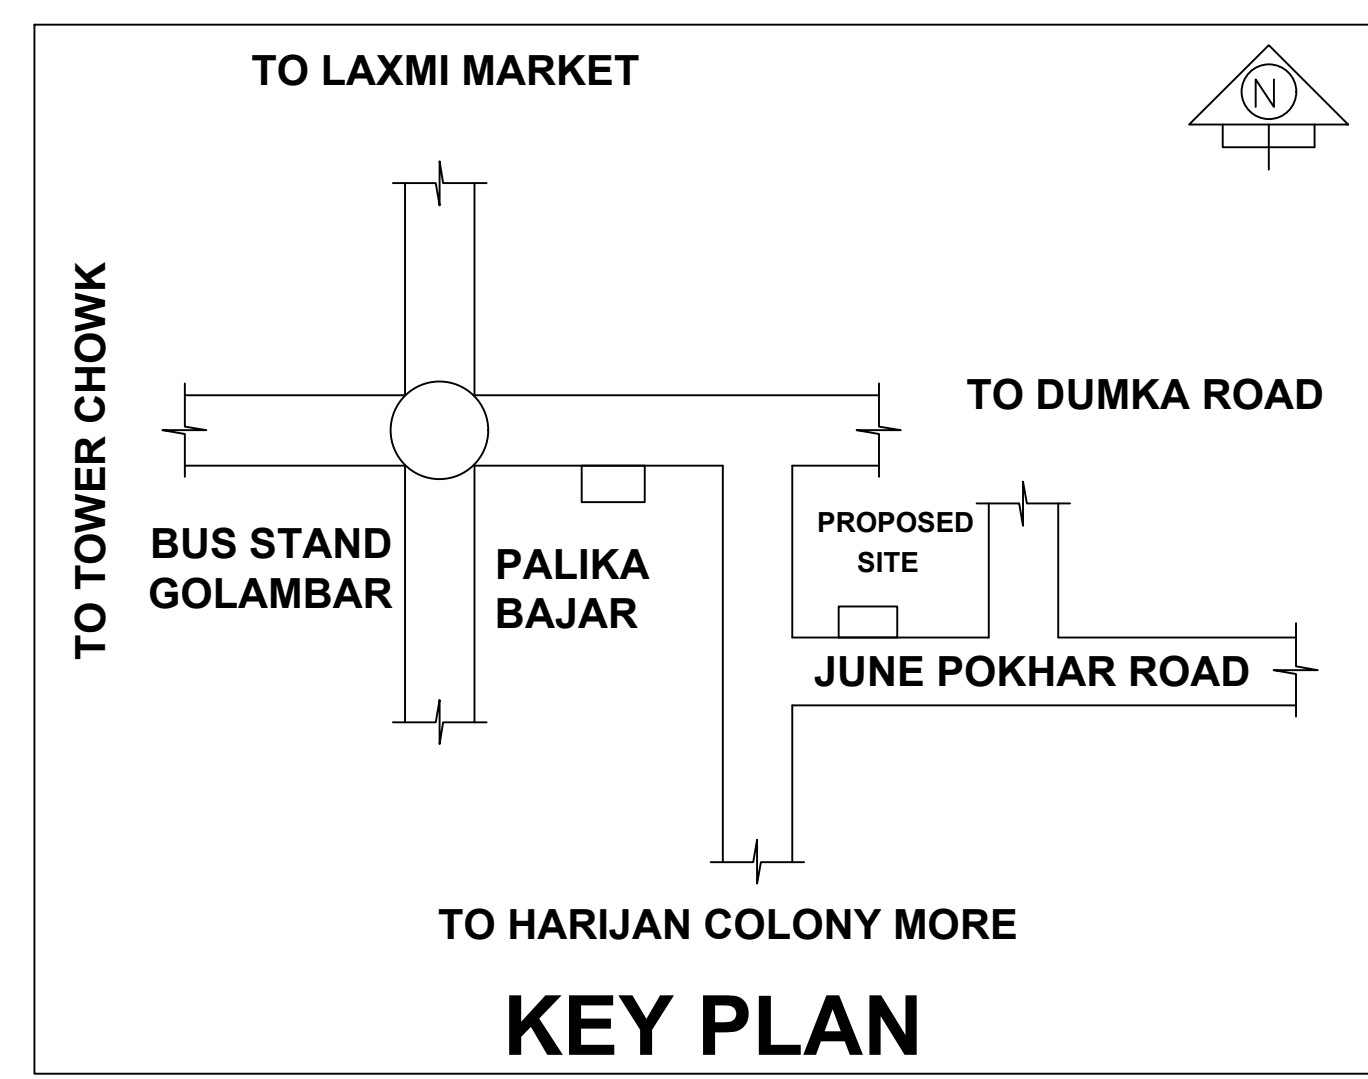 TO LAXMI MARKET
N
TO TOWER CHOWK
TO DUMKA ROAD
BUS STAND
GOLAMBAR
PALIKA
BAJAR
PROPOSED
SITE
JUNE POKHAR ROAD
TO HARIJAN COLONY MORE
KEY PLAN